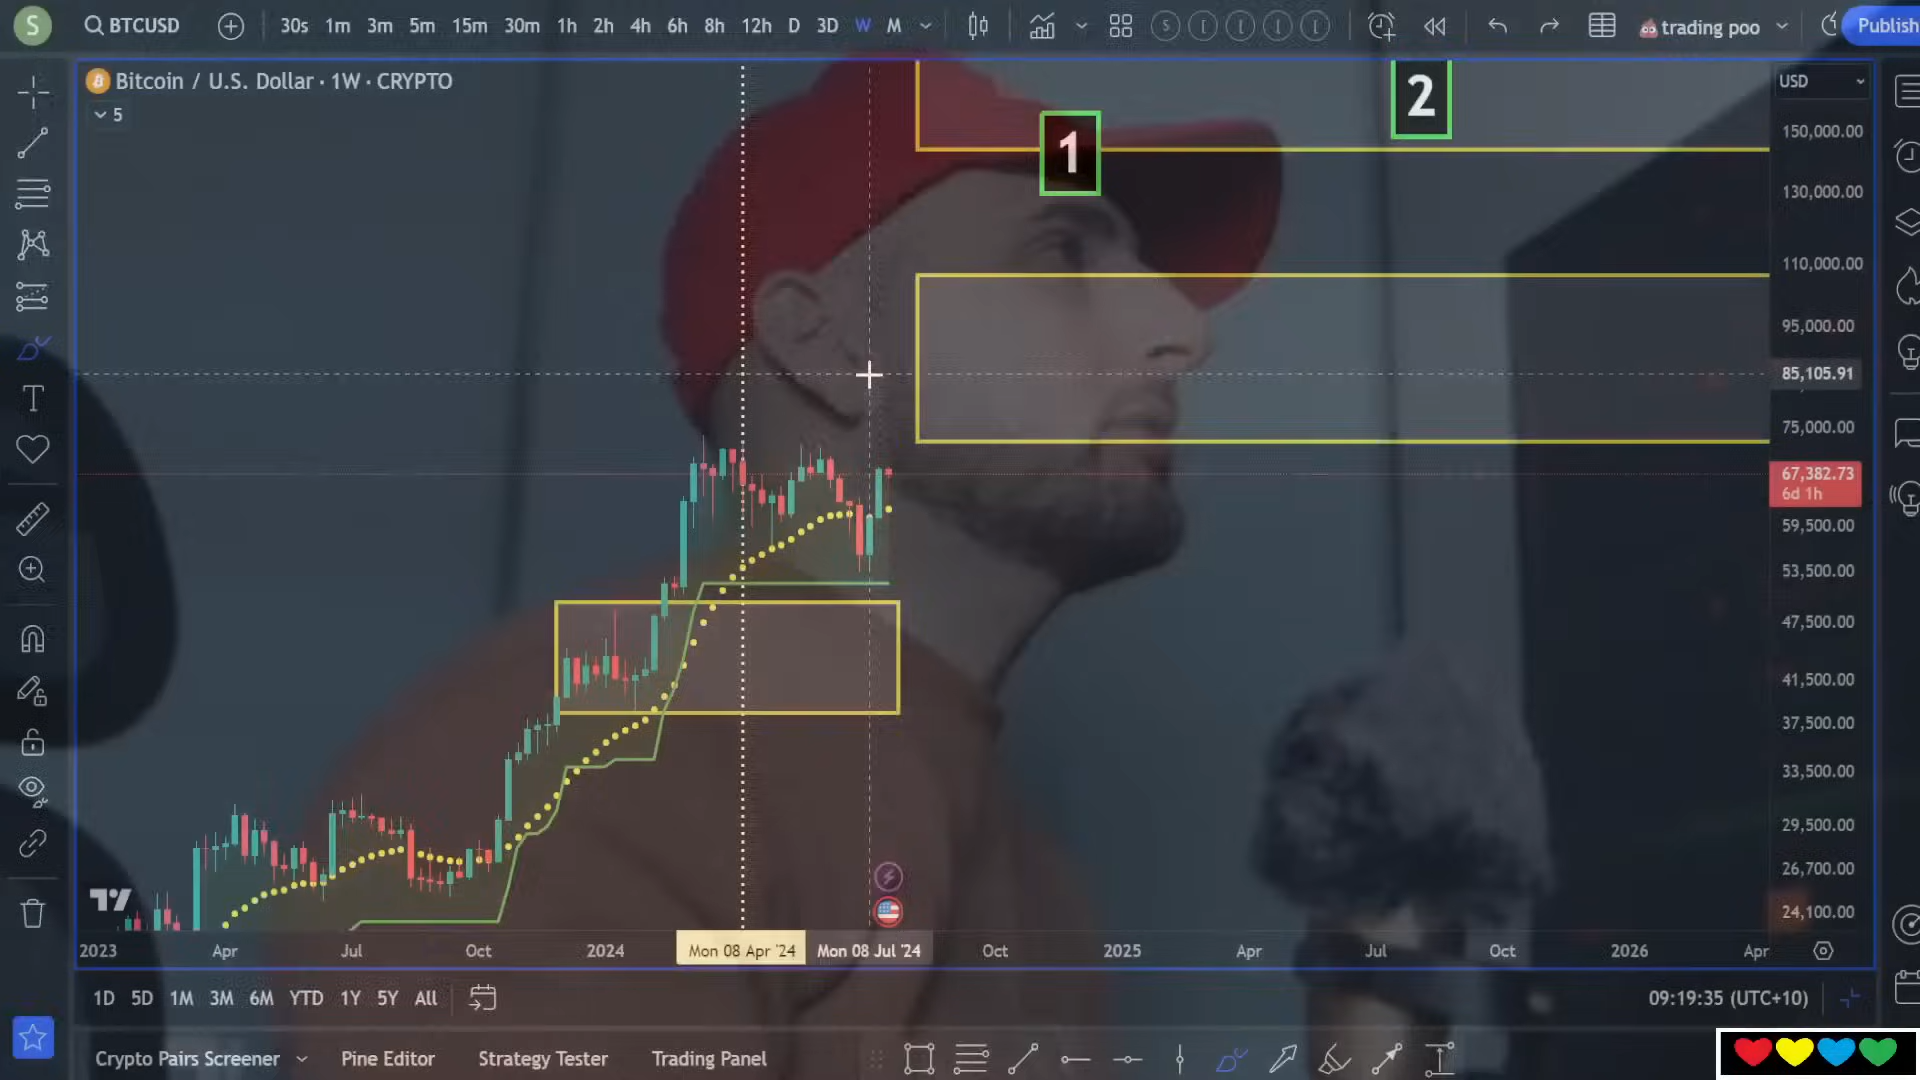 S BTCUSD 30s 1m 3m 5m 15m 30m 1h 2h 4h 6h 8h 12h D 3D W M trading poo Publish
Bitcoin / U.S. Dollar · 1W · CRYPTO
5
1
2
USD
150,000.00
130,000.00
110,000.00
95,000.00
85,105.91
75,000.00
67,382.73
6d 1h
59,500.00
53,500.00
47,500.00
41,500.00
37,500.00
33,500.00
29,500.00
26,700.00
24,100.00
2023 Apr Jul Oct 2024 Mon 08 Apr '24 Mon 08 Jul '24 Oct 2025 Apr Jul Oct 2026 Apr
1D 5D 1M 3M 6M YTD 1Y 5Y All 09:19:35 (UTC+10)
Crypto Pairs Screener Pine Editor Strategy Tester Trading Panel